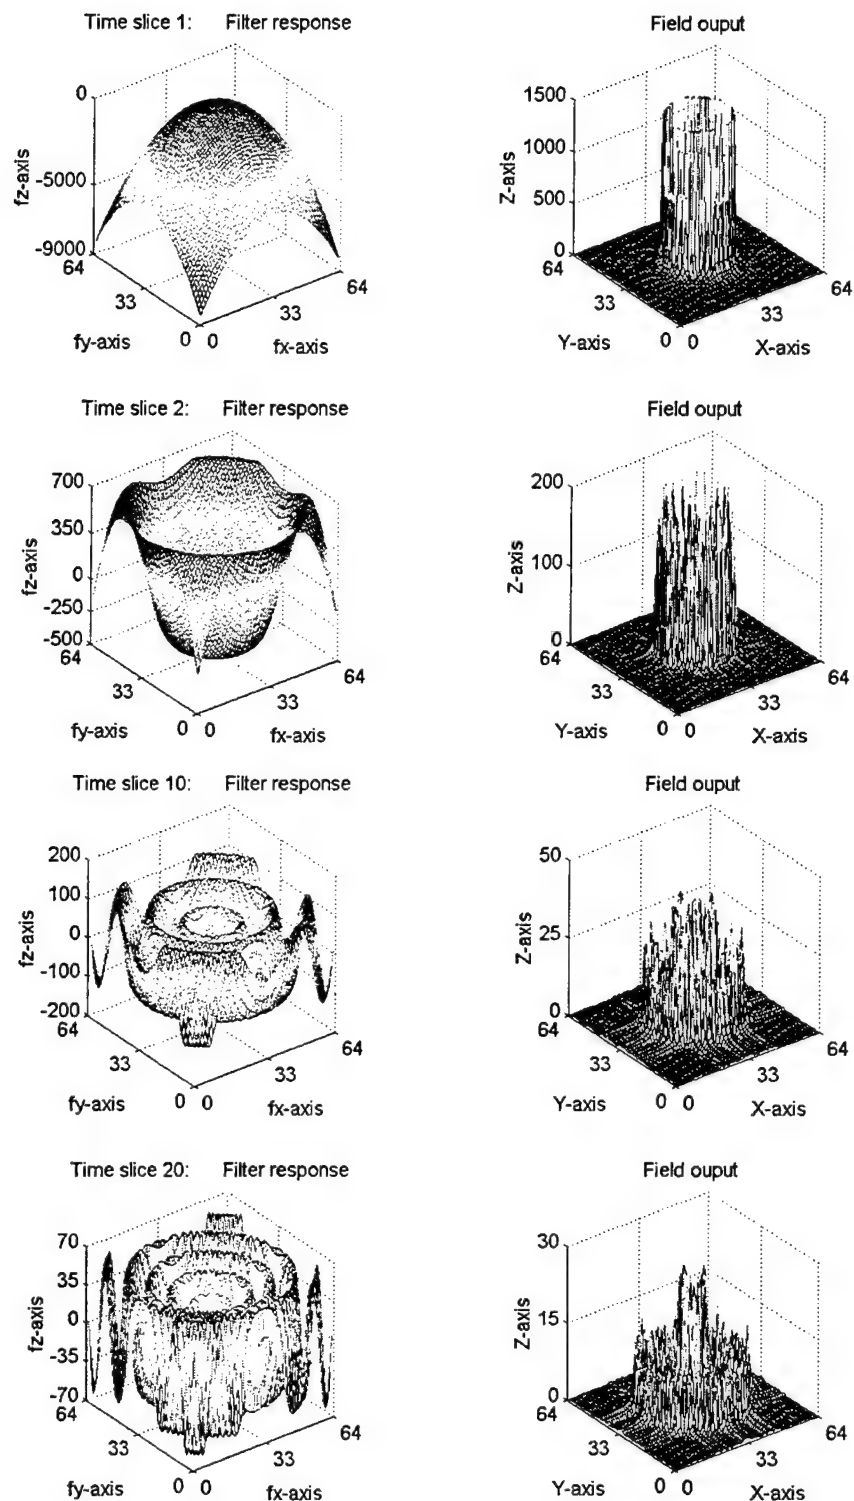 Time slice 1: Filter response
0
-5000
-9000
64
33
0
0
33
64
fz-axis
fy-axis
fx-axis
Field ouput
1500
1000
500
0
64
33
0
0
33
64
Z-axis
Y-axis
X-axis
Time slice 2: Filter response
700
350
0
-250
-500
64
33
0
0
33
64
fz-axis
fy-axis
fx-axis
Field ouput
200
100
0
64
33
0
0
33
64
Z-axis
Y-axis
X-axis
Time slice 10: Filter response
200
100
0
-100
-200
64
33
0
0
33
64
fz-axis
fy-axis
fx-axis
Field ouput
50
25
0
64
33
0
0
33
64
Z-axis
Y-axis
X-axis
Time slice 20: Filter response
70
35
0
-35
-70
64
33
0
0
33
64
fz-axis
fy-axis
fx-axis
Field ouput
30
15
0
64
33
0
0
33
64
Z-axis
Y-axis
X-axis